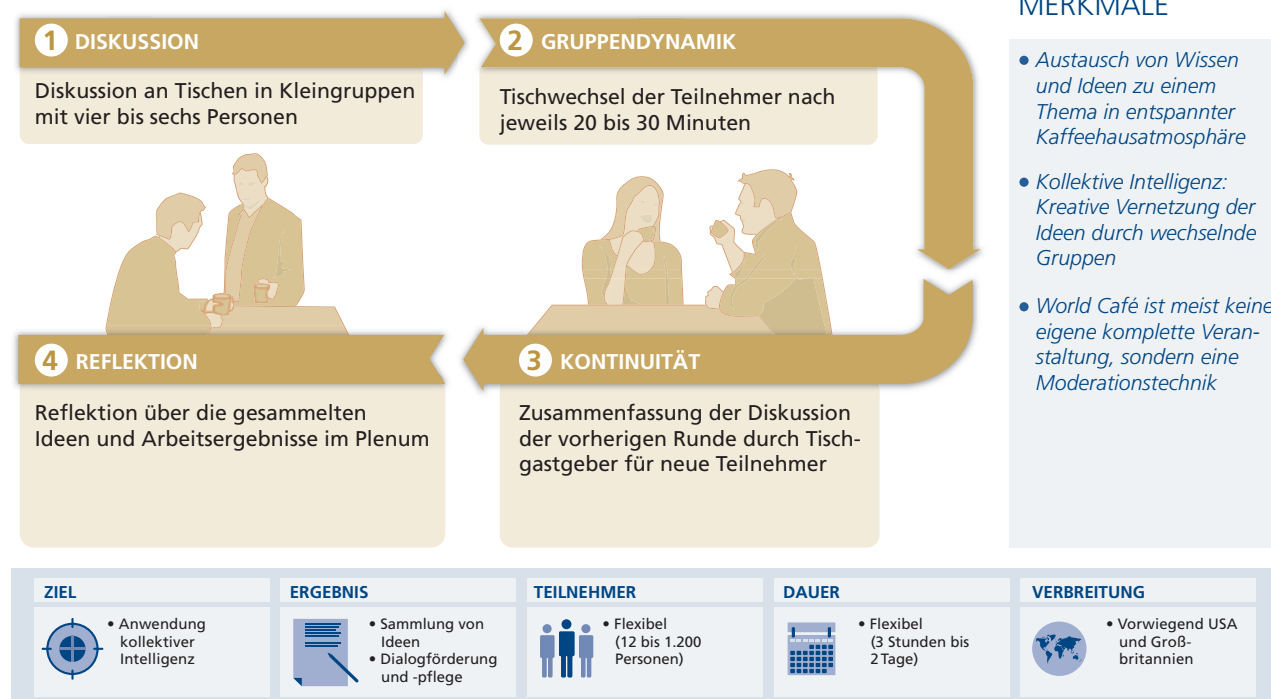 1 DISKUSSION
Diskussion an Tischen in Kleingruppen
mit vier bis sechs Personen
2 GRUPPENDYNAMIK
Tischwechsel der Teilnehmer nach
jeweils 20 bis 30 Minuten
3 KONTINUITÄT
Zusammenfassung der Diskussion
der vorherigen Runde durch Tisch-
gastgeber für neue Teilnehmer
4 REFLEKTION
Reflektion über die gesammelten
Ideen und Arbeitsergebnisse im Plenum
MERKMALE
• Austausch von Wissen
und Ideen zu einem
Thema in entspannter
Kaffeehausatmosphäre
• Kollektive Intelligenz:
Kreative Vernetzung der
Ideen durch wechselnde
Gruppen
• World Café ist meist keine
eigene komplette Veran-
staltung, sondern eine
Moderationstechnik
ZIEL
• Anwendung
kollektiver
Intelligenz
ERGEBNIS
• Sammlung von
Ideen
• Dialogförderung
und -pflege
TEILNEHMER
• Flexibel
(12 bis 1.200
Personen)
DAUER
• Flexibel
(3 Stunden bis
2 Tage)
VERBREITUNG
• Vorwiegend USA
und Groß-
britannien